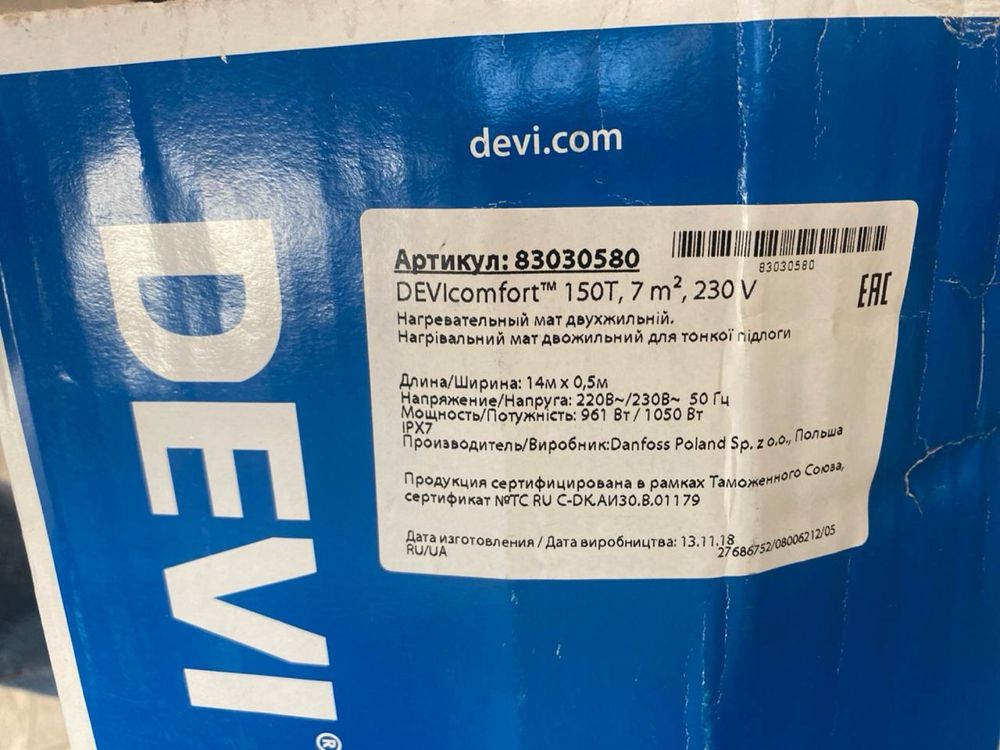 devi.com
DEVI®
Артикул: 83030580
83030580
DEVIcomfort™ 150T, 7 m², 230 V
EAC
Нагревательный мат двухжильнiй.
Нагрівальний мат двожильний для тонкої підлоги
Длина/Ширина: 14м x 0,5м
Напряжение/Напруга: 220В~/230В~ 50 Гц
Мощность/Потужність: 961 Вт / 1050 Вт
IPX7
Производитель/Виробник:Danfoss Poland Sp. z o.o., Польша
Продукция сертифицирована в рамках Таможенного Союза,
сертификат №ТС RU C-DK.АИ30.B.01179
Дата изготовления / Дата виробництва: 13.11.18
27686752/08006212/05
RU/UA